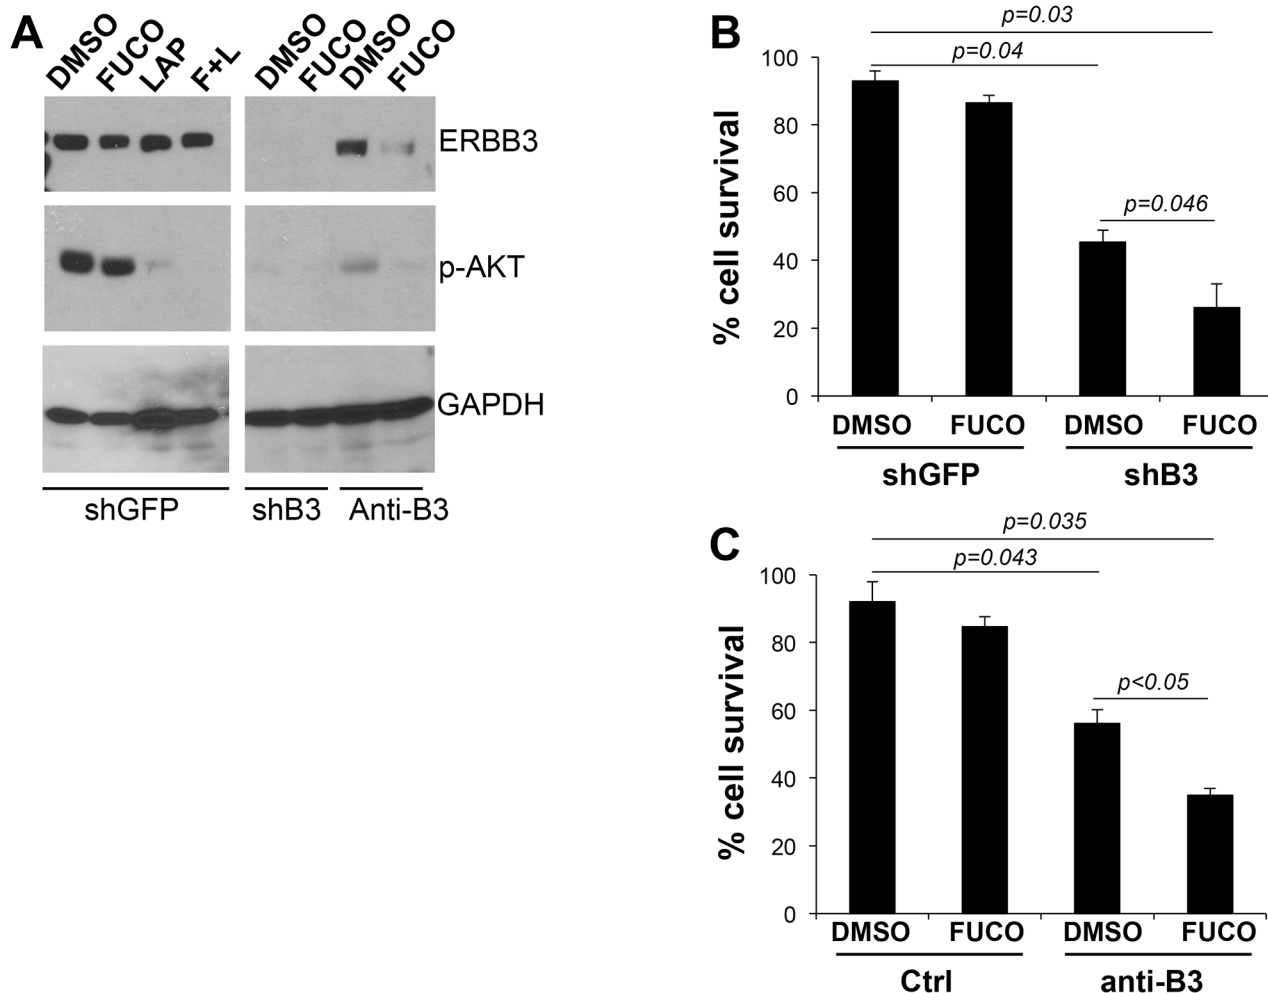 A
DMSO FUCO LAP F+L DMSO FUCO DMSO FUCO
ERBB3
p-AKT
GAPDH
shGFP shB3 Anti-B3
B
p=0.03
p=0.04
p=0.046
% cell survival
100
80
60
40
20
0
DMSO FUCO DMSO FUCO
shGFP shB3
C
p=0.035
p=0.043
p<0.05
% cell survival
100
80
60
40
20
0
DMSO FUCO DMSO FUCO
Ctrl anti-B3